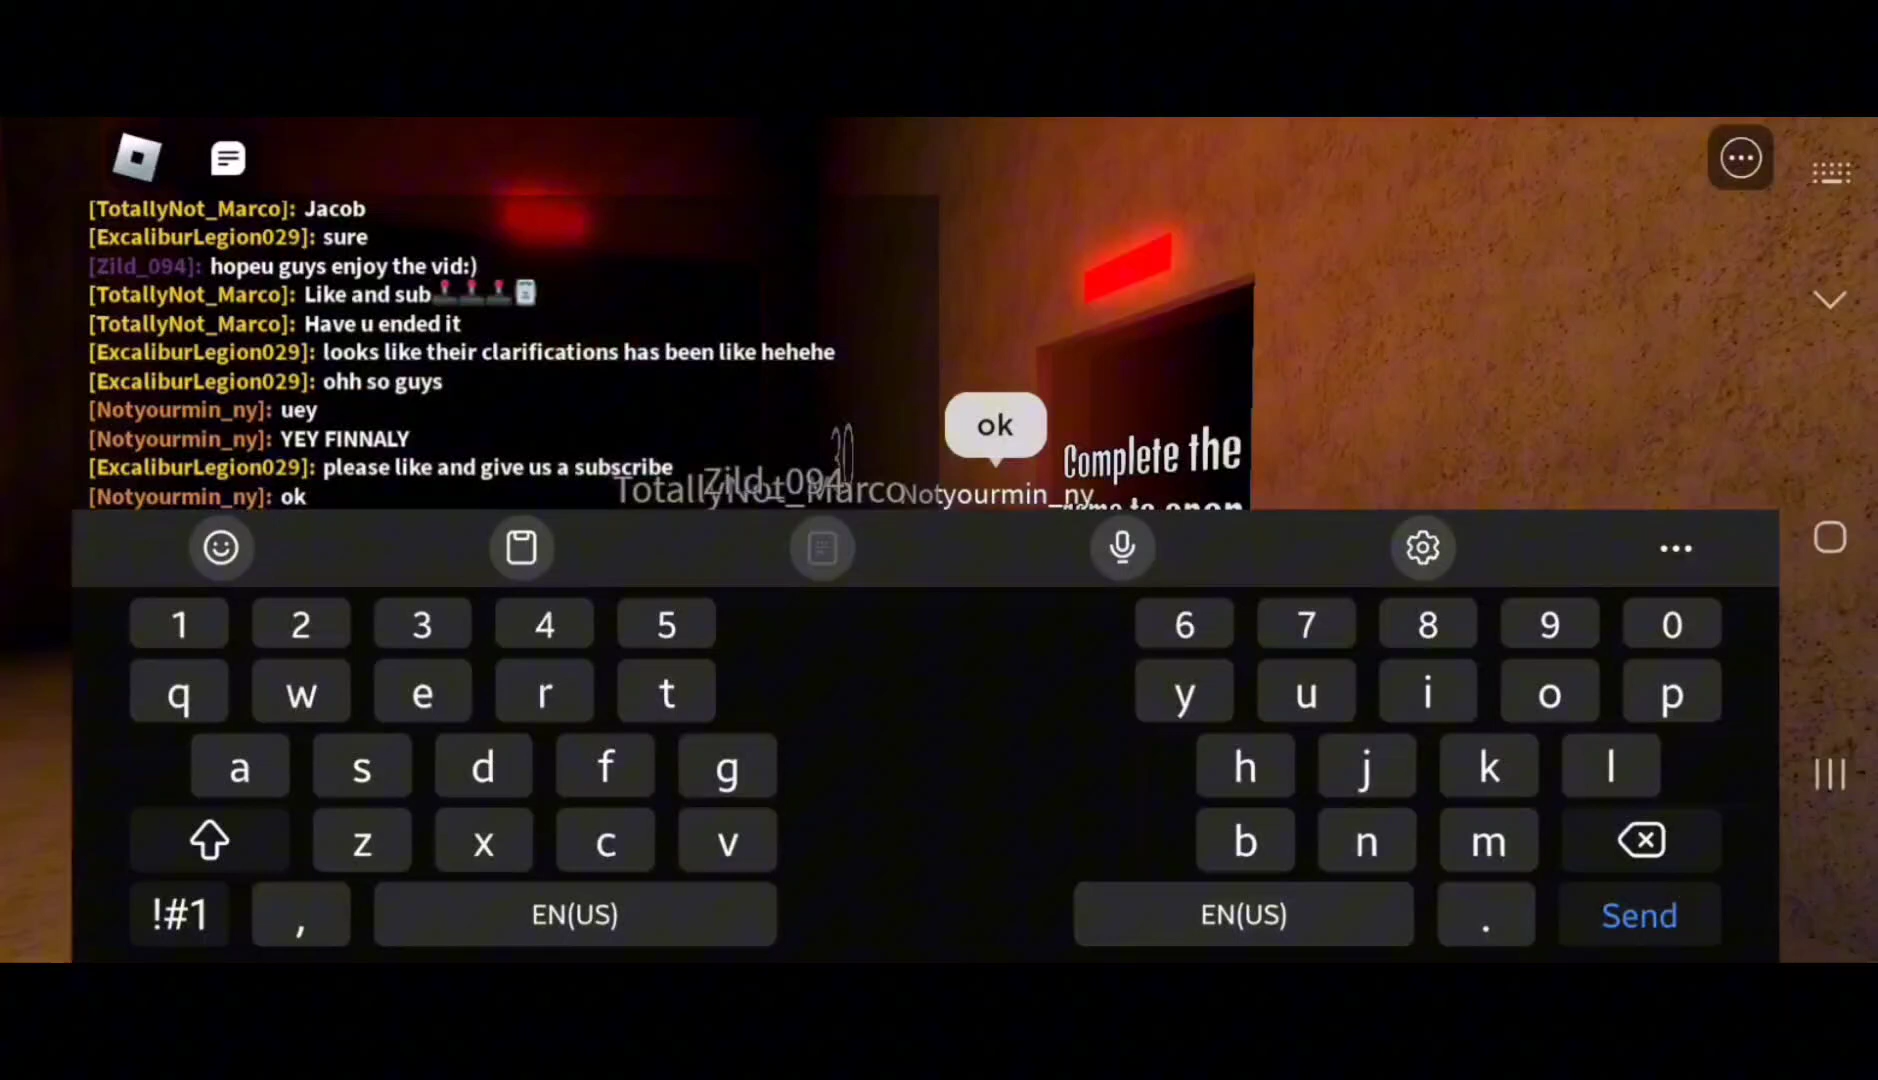 [TotallyNot_Marco]: Jacob
[ExcaliburLegion029]: sure
[Zild_094]: hopeu guys enjoy the vid:)
[TotallyNot_Marco]: Like and sub
[TotallyNot_Marco]: Have u ended it
[ExcaliburLegion029]: looks like their clarifications has been like hehehe
[ExcaliburLegion029]: ohh so guys
[Notyourmin_ny]: uey
[Notyourmin_ny]: YEY FINNALY
[ExcaliburLegion029]: please like and give us a subscribe
[Notyourmin_ny]: ok
ok
30
Zild_094
TotallyNot_Marco
Notyourmin_ny
Complete the
to open
1 2 3 4 5 6 7 8 9 0
q w e r t y u i o p
a s d f g h j k l
z x c v b n m
!#1 , EN(US) EN(US) . Send